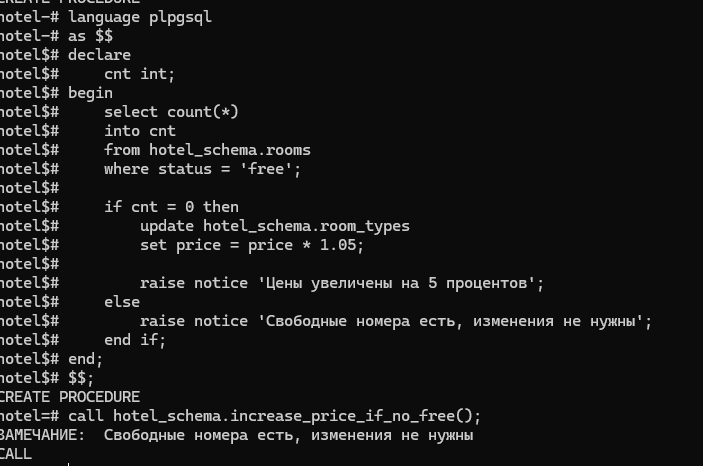 CREATE PROCEDURE
hotel-# language plpgsql
hotel-# as $$
hotel$# declare
hotel$#     cnt int;
hotel$# begin
hotel$#     select count(*)
hotel$#     into cnt
hotel$#     from hotel_schema.rooms
hotel$#     where status = 'free';
hotel$#
hotel$#     if cnt = 0 then
hotel$#         update hotel_schema.room_types
hotel$#         set price = price * 1.05;
hotel$#
hotel$#         raise notice 'Цены увеличены на 5 процентов';
hotel$#     else
hotel$#         raise notice 'Свободные номера есть, изменения не нужны';
hotel$#     end if;
hotel$# end;
hotel$# $$;
CREATE PROCEDURE
hotel=# call hotel_schema.increase_price_if_no_free();
ЗАМЕЧАНИЕ:  Свободные номера есть, изменения не нужны
CALL